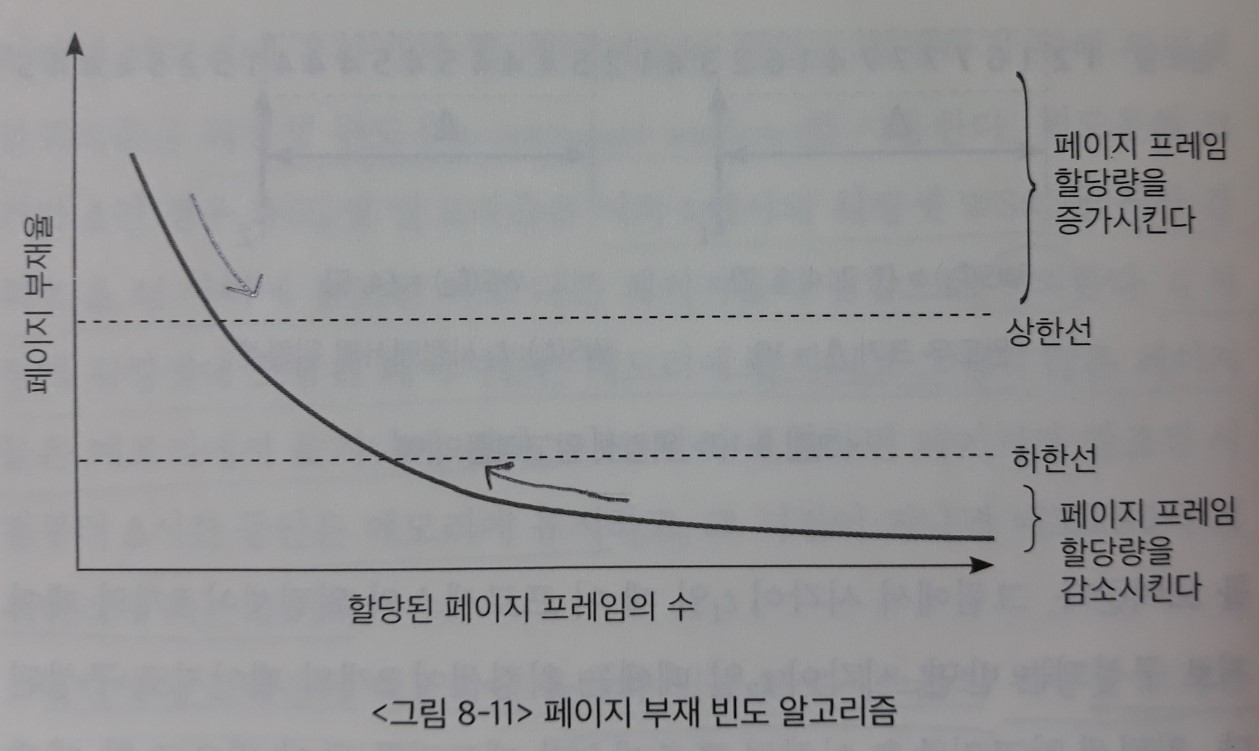 페이지 프레임
할당량을
증가시킨다
페이지 부재율
상한선
하한선
페이지 프레임
할당량을
감소시킨다
할당된 페이지 프레임의 수
<그림 8-11> 페이지 부재 빈도 알고리즘